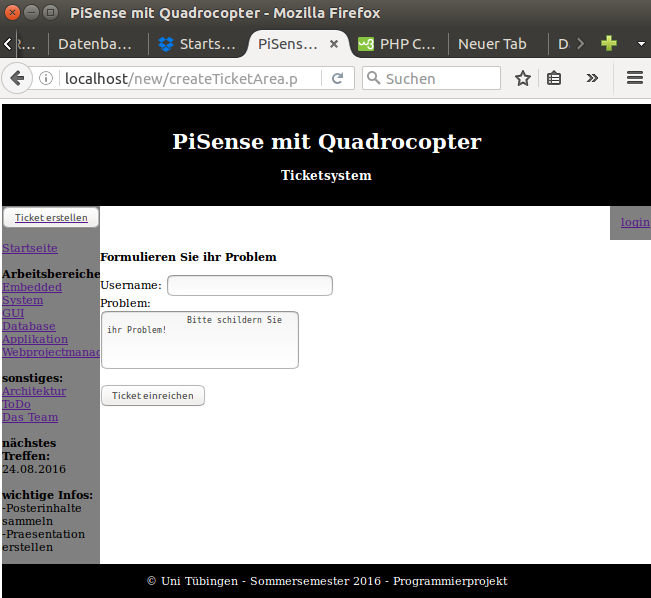 PiSense mit Quadrocopter - Mozilla Firefox
Datenba... Starts... PiSens... PHP C... Neuer Tab
localhost/new/createTicketArea.p Suchen
PiSense mit Quadrocopter
Ticketsystem
Ticket erstellen
login
Startseite
Arbeitsbereiche
Embedded
System
GUI
Database
Applikation
Webprojectmanag
sonstiges:
Architektur
ToDo
Das Team
nächstes
Treffen:
24.08.2016
wichtige Infos:
-Posterinhalte
sammeln
-Praesentation
erstellen
Formulieren Sie ihr Problem
Username:
Problem:
Bitte schildern Sie
ihr Problem!
Ticket einreichen
© Uni Tübingen - Sommersemester 2016 - Programmierprojekt